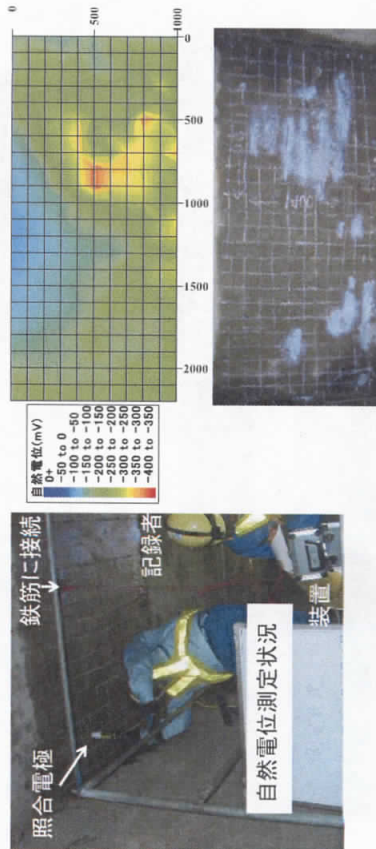 照合電極
鉄筋に接続
記録者
自然電位測定状況
装置
自然電位(mV)
0+
-50 to 0
-100 to -50
-150 to -100
-200 to -150
-250 to -200
-300 to -250
-350 to -300
-400 to -350
0
500
1000
2000
1500
1000
500
0